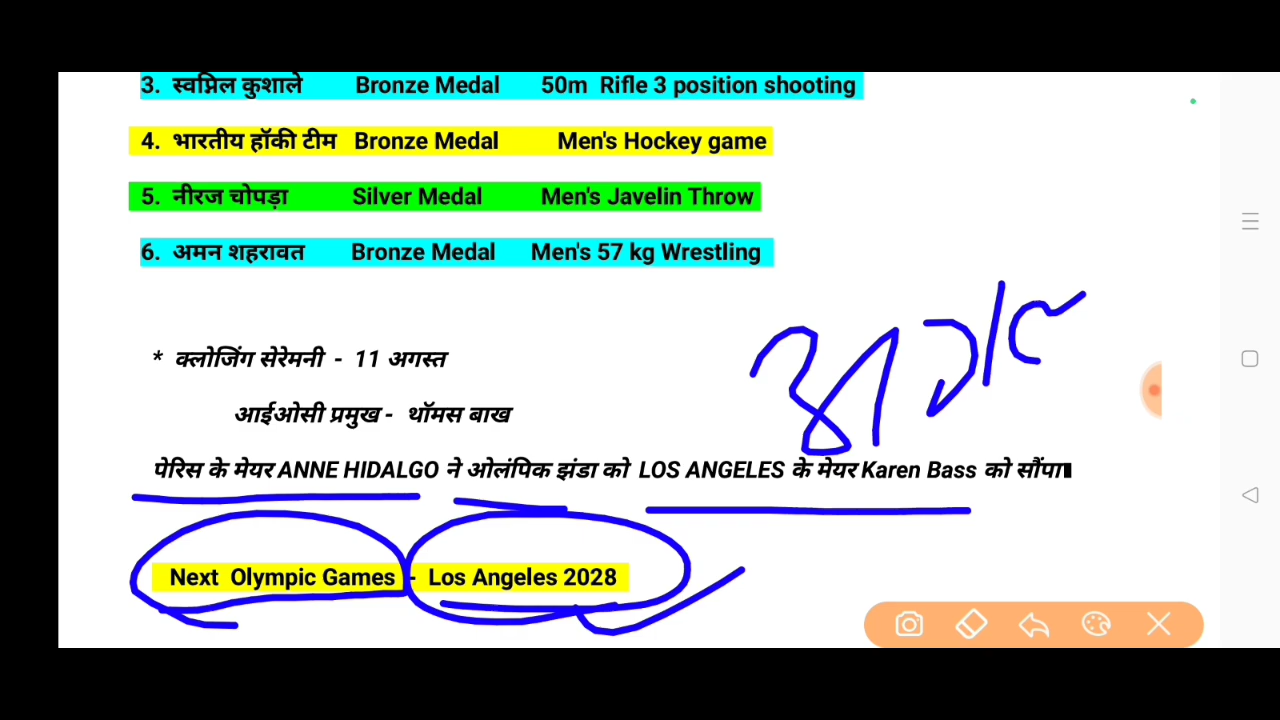 3. स्वप्निल कुशाले Bronze Medal 50m Rifle 3 position shooting
4. भारतीय हॉकी टीम Bronze Medal Men's Hockey game
5. नीरज चोपड़ा Silver Medal Men's Javelin Throw
6. अमन शहरावत Bronze Medal Men's 57 kg Wrestling
* क्लोजिंग सेरेमनी - 11 अगस्त
आईओसी प्रमुख - थॉमस बाख
पेरिस के मेयर ANNE HIDALGO ने ओलंपिक झंडा को LOS ANGELES के मेयर Karen Bass को सौंपा
Next Olympic Games - Los Angeles 2028